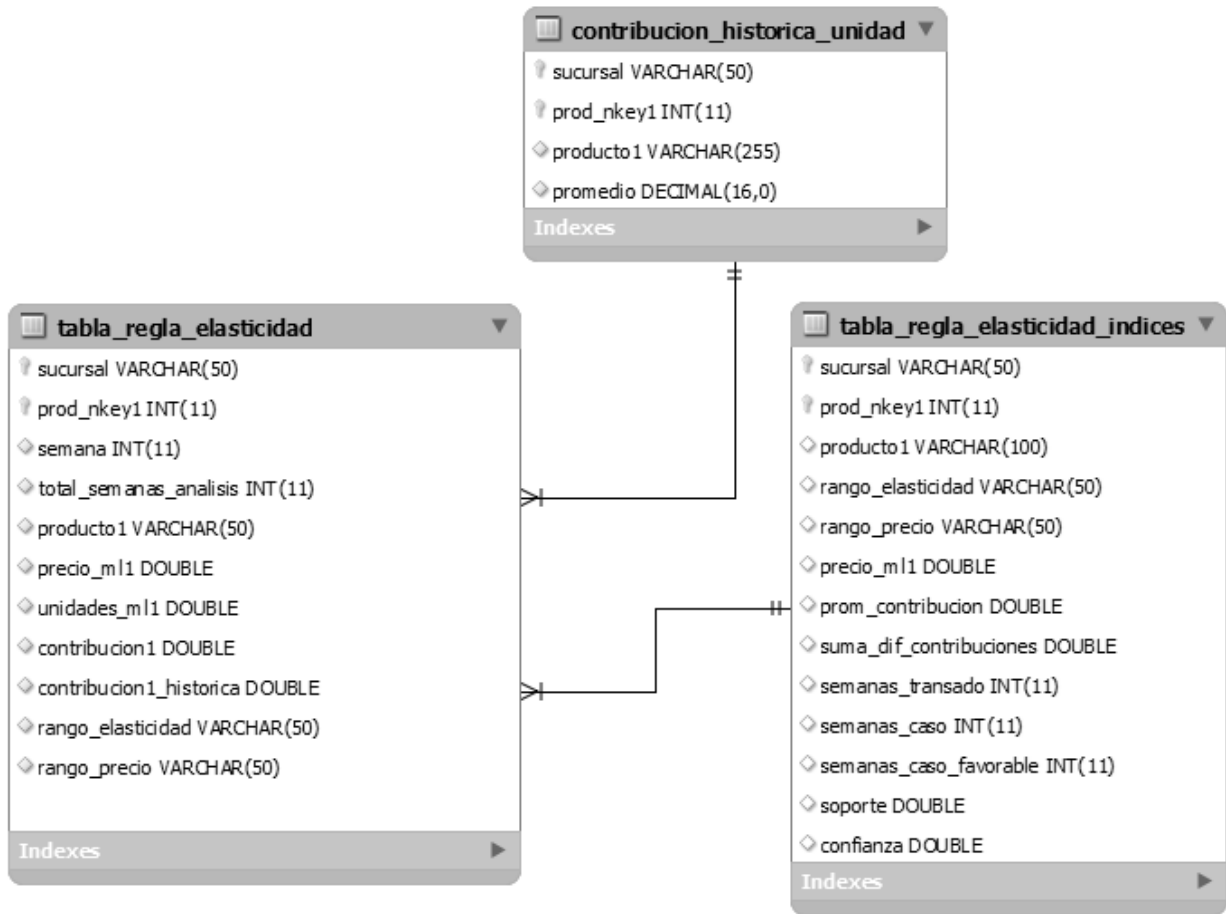 contribucion_historica_unidad
sucursal VARCHAR(50)
prod_nkey1 INT(11)
producto1 VARCHAR(255)
promedio DECIMAL(16,0)
Indexes
tabla_regla_elasticidad
sucursal VARCHAR(50)
prod_nkey1 INT(11)
semana INT(11)
total_semanas_analisis INT(11)
producto1 VARCHAR(50)
precio_ml1 DOUBLE
unidades_ml1 DOUBLE
contribucion1 DOUBLE
contribucion1_historica DOUBLE
rango_elasticidad VARCHAR(50)
rango_precio VARCHAR(50)
Indexes
tabla_regla_elasticidad_indices
sucursal VARCHAR(50)
prod_nkey1 INT(11)
producto1 VARCHAR(100)
rango_elasticidad VARCHAR(50)
rango_precio VARCHAR(50)
precio_ml1 DOUBLE
prom_contribucion DOUBLE
suma_dif_contribuciones DOUBLE
semanas_transado INT(11)
semanas_caso INT(11)
semanas_caso_favorable INT(11)
soporte DOUBLE
confianza DOUBLE
Indexes